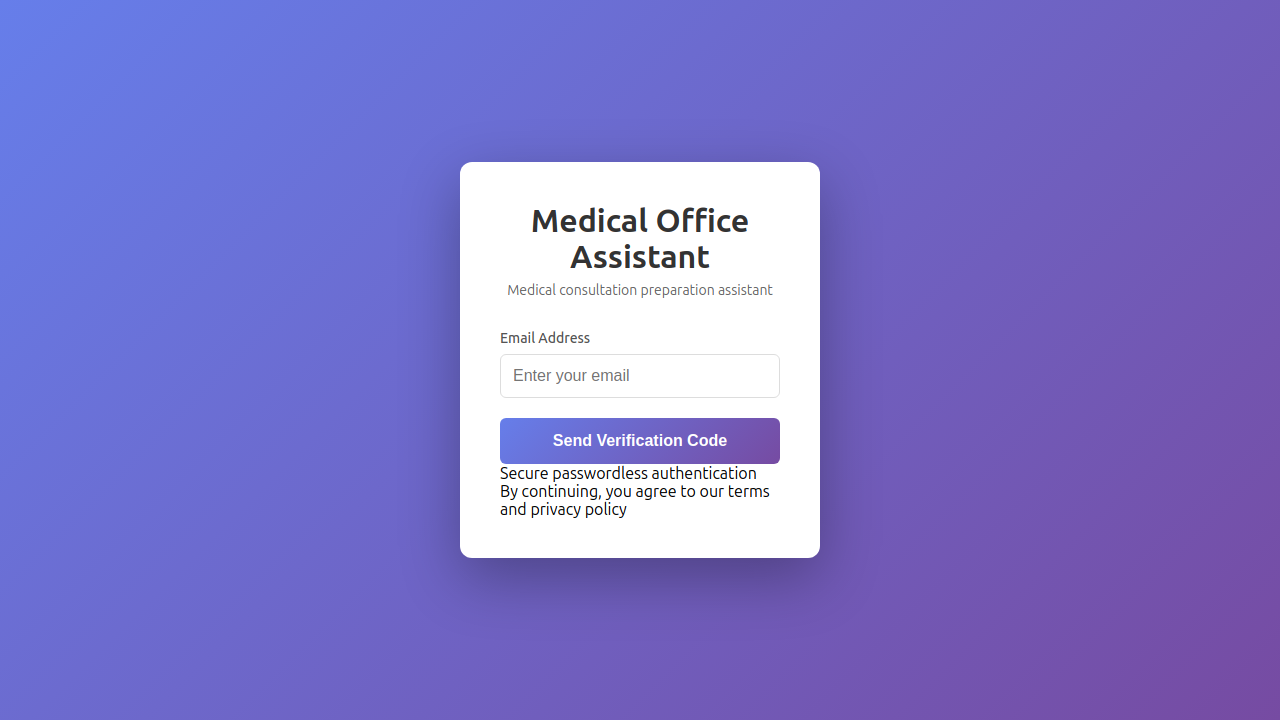 Medical Office
Assistant
Medical consultation preparation assistant
Email Address
Enter your email
Send Verification Code
Secure passwordless authentication
By continuing, you agree to our terms
and privacy policy